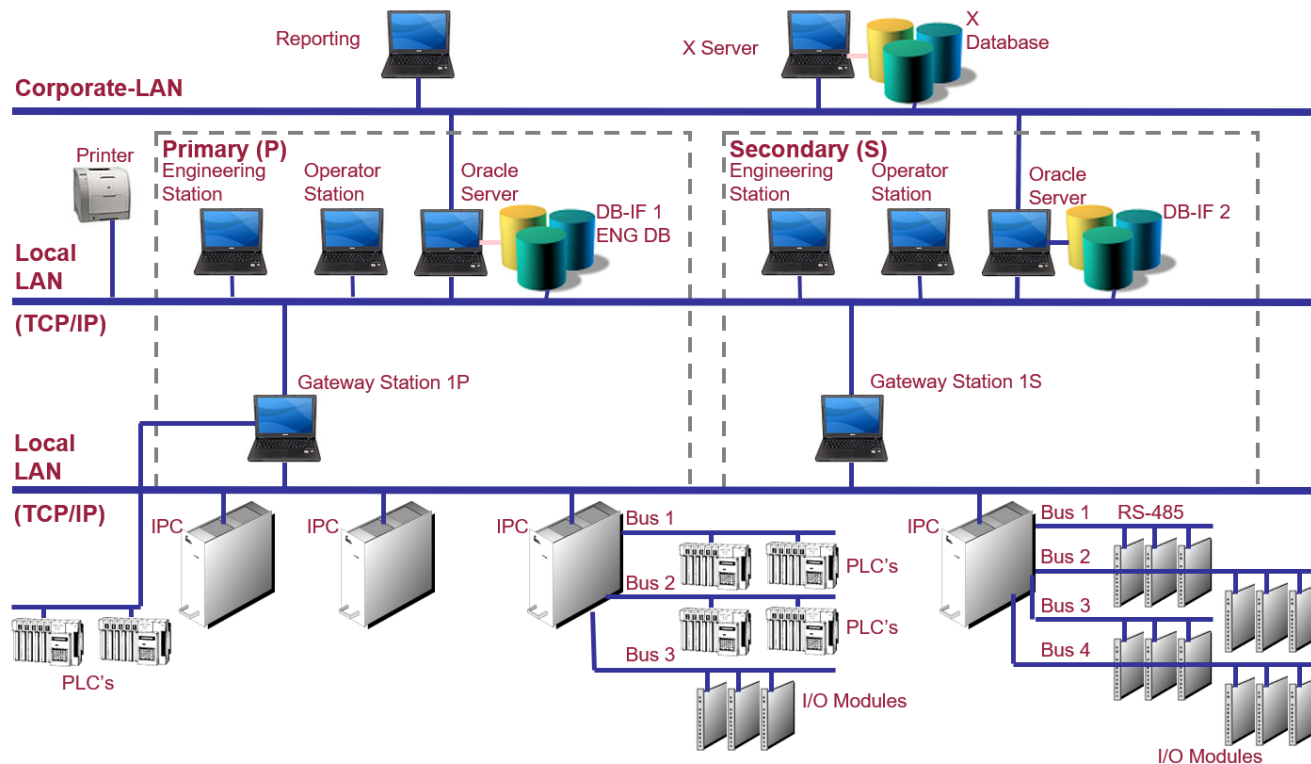 Reporting
X Server
X
Database
Corporate-LAN
Printer
Primary (P)
Engineering
Station
Operator
Station
Oracle
Server
DB-IF 1
ENG DB
Secondary (S)
Engineering
Station
Operator
Station
Oracle
Server
DB-IF 2
Local
LAN
(TCP/IP)
Gateway Station 1P
Gateway Station 1S
Local
LAN
(TCP/IP)
IPC
IPC
IPC
Bus 1
PLC's
Bus 2
PLC's
Bus 3
I/O Modules
IPC
Bus 1
RS-485
Bus 2
Bus 3
Bus 4
I/O Modules
PLC's